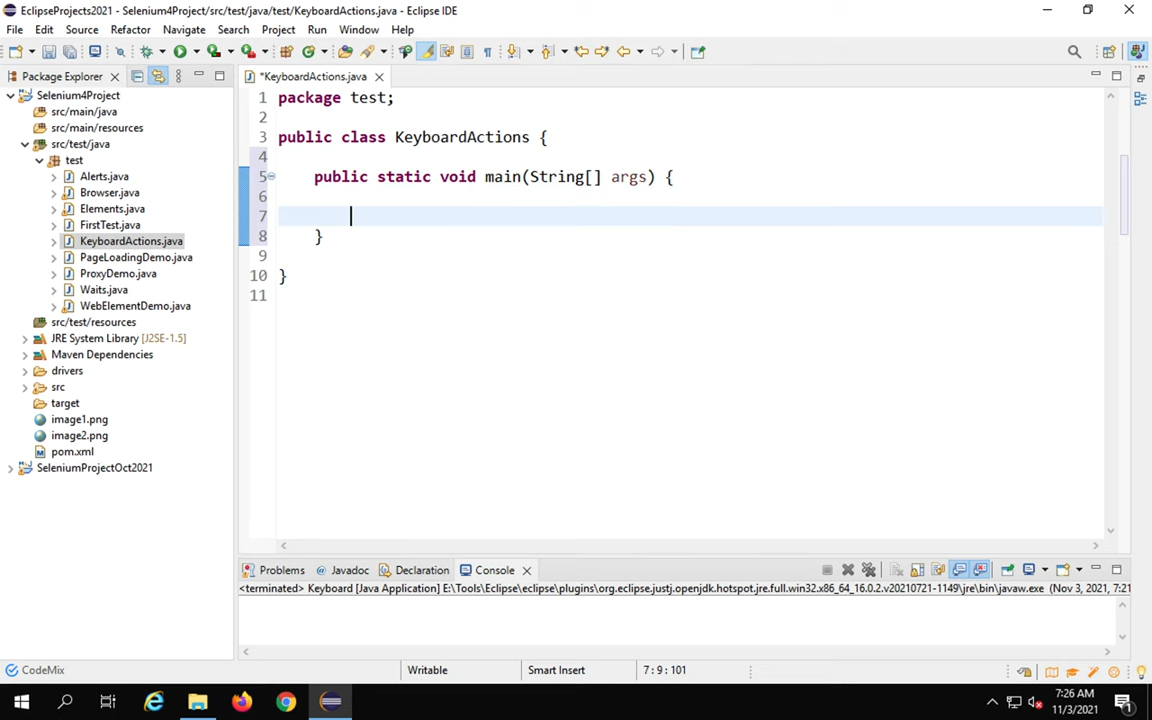 EclipseProjects2021 - Selenium4Project/src/test/java/test/KeyboardActions.java - Eclipse IDE
File Edit Source Refactor Navigate Search Project Run Window Help
Package Explorer
*KeyboardActions.java
Selenium4Project
src/main/java
src/main/resources
src/test/java
test
Alerts.java
Browser.java
Elements.java
FirstTest.java
KeyboardActions.java
PageLoadingDemo.java
ProxyDemo.java
Waits.java
WebElementDemo.java
src/test/resources
JRE System Library [J2SE-1.5]
Maven Dependencies
drivers
src
target
image1.png
image2.png
pom.xml
SeleniumProjectOct2021
1 package test;
2
3 public class KeyboardActions {
4
5 public static void main(String[] args) {
6
7
8 }
9
10 }
11
Problems Javadoc Declaration Console
<terminated> Keyboard [Java Application] E:\Tools\Eclipse\eclipse\plugins\org.eclipse.justj.openjdk.hotspot.jre.full.win32.x86_64_16.0.2.v20210721-1149\jre\bin\javaw.exe (Nov 3, 2021, 7:21
CodeMix Writable Smart Insert 7 : 9 : 101
7:26 AM
11/3/2021
1